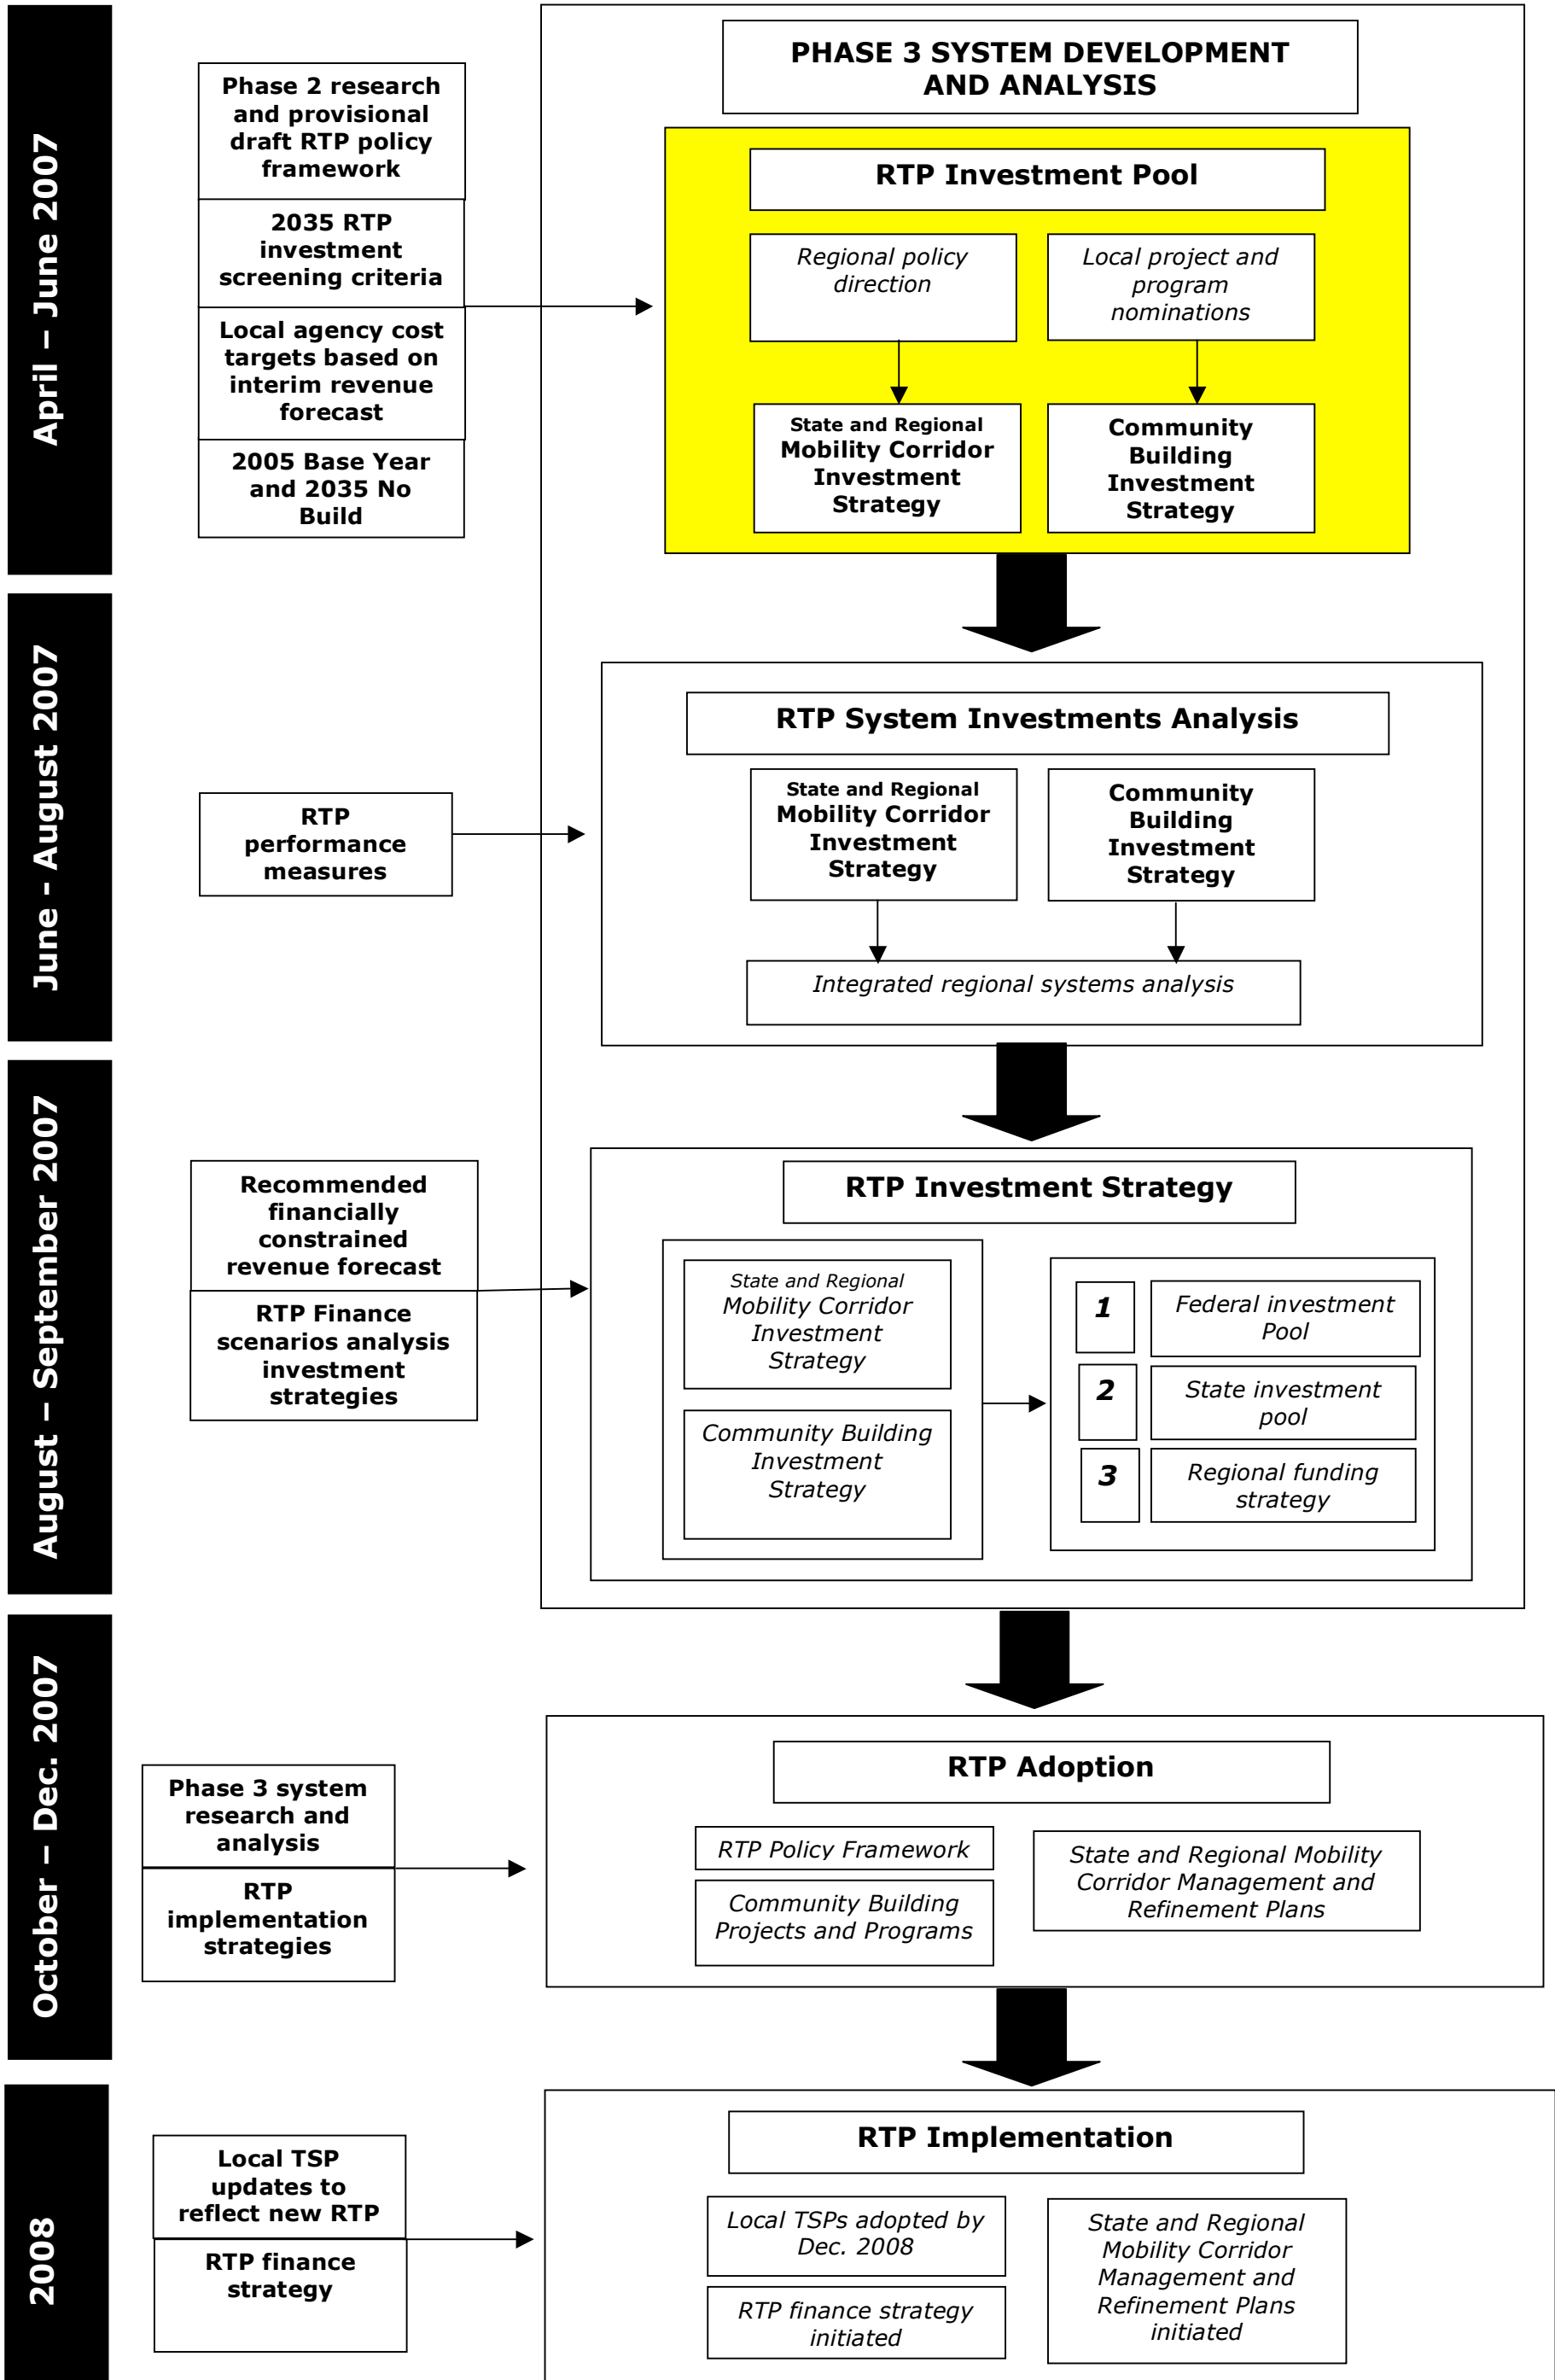 PHASE 3 SYSTEM DEVELOPMENT
AND ANALYSIS
April – June 2007
Phase 2 research
and provisional
draft RTP policy
framework
2035 RTP
investment
screening criteria
Local agency cost
targets based on
interim revenue
forecast
2005 Base Year
and 2035 No
Build
RTP Investment Pool
Regional policy
direction
Local project and
program
nominations
State and Regional
Mobility Corridor
Investment
Strategy
Community
Building
Investment
Strategy
June - August 2007
RTP
performance
measures
RTP System Investments Analysis
State and Regional
Mobility Corridor
Investment
Strategy
Community
Building
Investment
Strategy
Integrated regional systems analysis
August – September 2007
Recommended
financially
constrained
revenue forecast
RTP Finance
scenarios analysis
investment
strategies
RTP Investment Strategy
State and Regional
Mobility Corridor
Investment
Strategy
Community Building
Investment
Strategy
1
Federal investment
Pool
2
State investment
pool
3
Regional funding
strategy
October – Dec. 2007
Phase 3 system
research and
analysis
RTP
implementation
strategies
RTP Adoption
RTP Policy Framework
Community Building
Projects and Programs
State and Regional Mobility
Corridor Management and
Refinement Plans
2008
Local TSP
updates to
reflect new RTP
RTP finance
strategy
RTP Implementation
Local TSPs adopted by
Dec. 2008
RTP finance strategy
initiated
State and Regional
Mobility Corridor
Management and
Refinement Plans
initiated